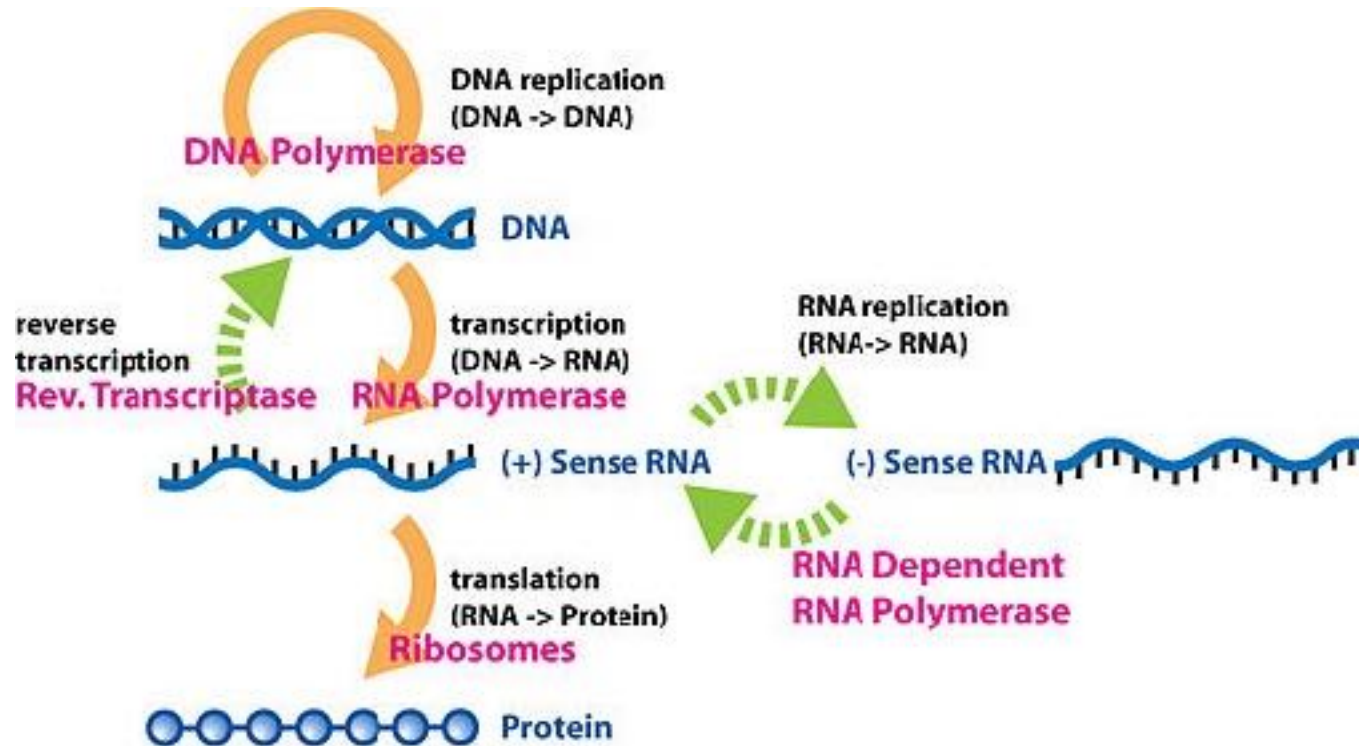 DNA replication
(DNA -> DNA)
DNA Polymerase
DNA
reverse
transcription
Rev. Transcriptase
transcription
(DNA -> RNA)
RNA Polymerase
RNA replication
(RNA-> RNA)
(+) Sense RNA
(-) Sense RNA
RNA Dependent
RNA Polymerase
translation
(RNA -> Protein)
Ribosomes
Protein